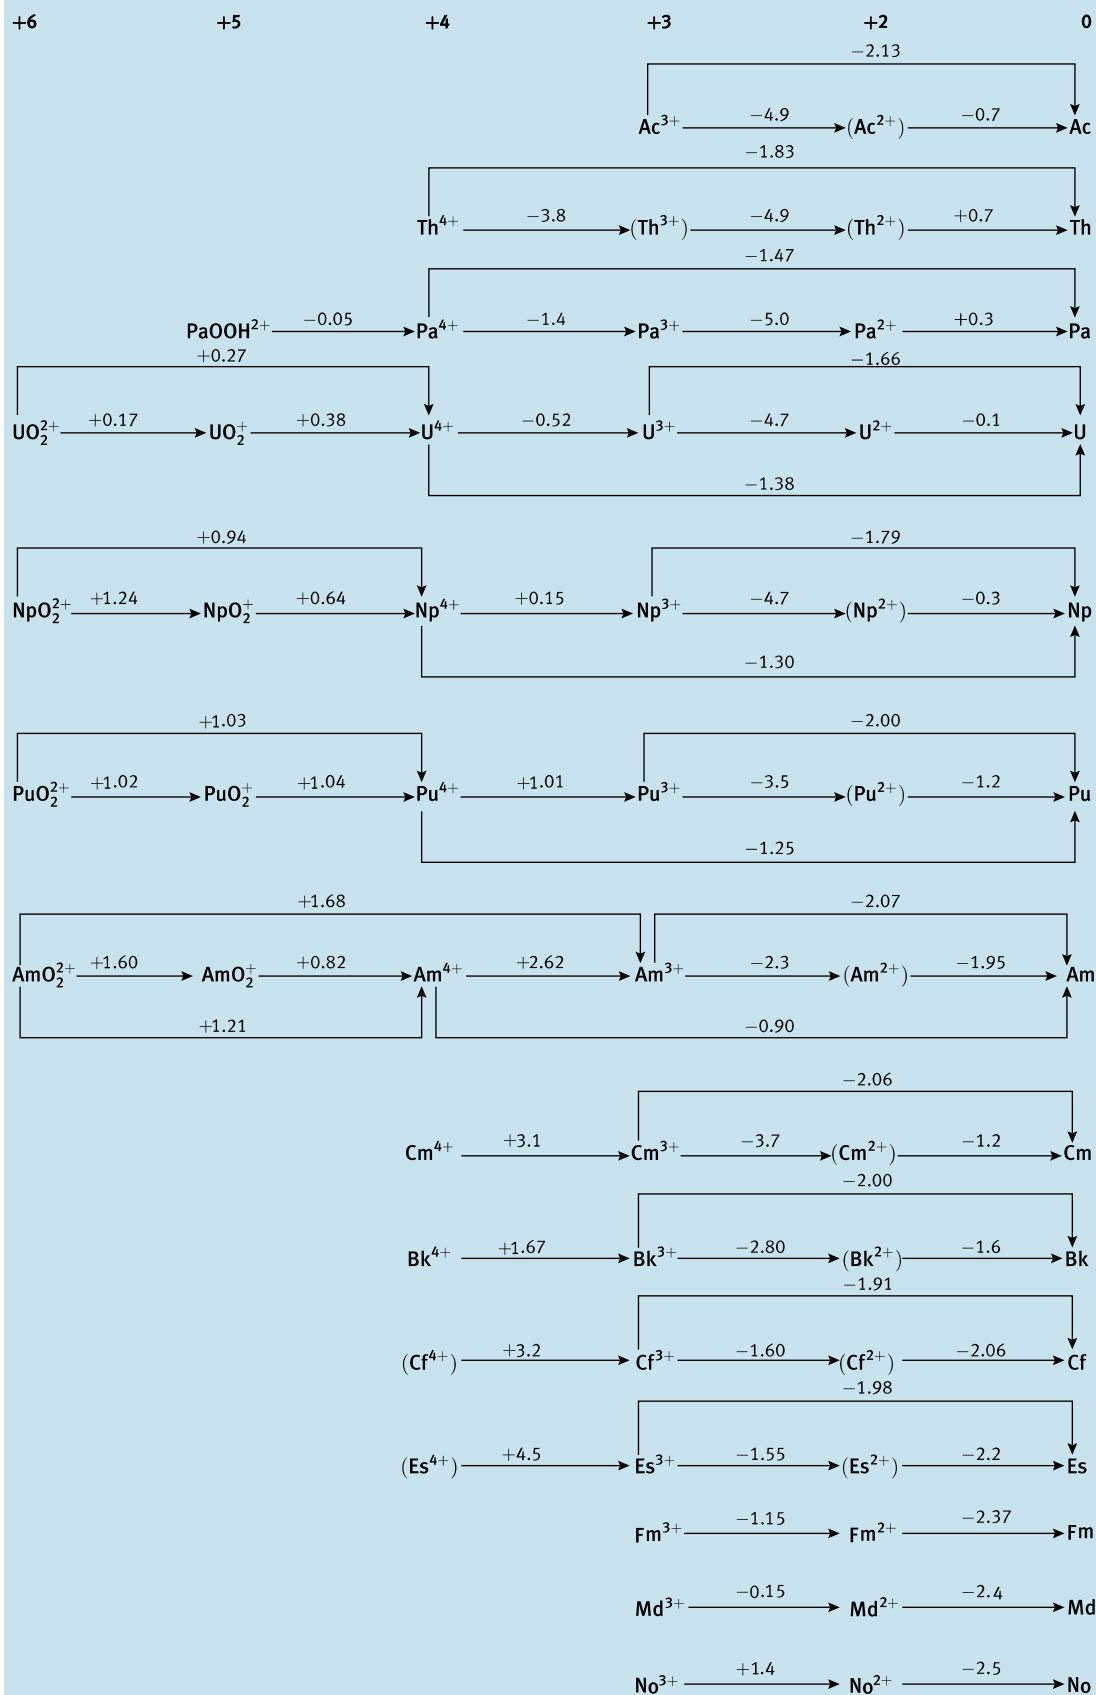 +6 +5 +4 +3 +2 0
−2.13
Ac³⁺ −4.9 (Ac²⁺) −0.7 Ac
−1.83
Th⁴⁺ −3.8 (Th³⁺) −4.9 (Th²⁺) +0.7 Th
−1.47
PaOOH²⁺ −0.05 Pa⁴⁺ −1.4 Pa³⁺ −5.0 Pa²⁺ +0.3 Pa
+0.27 −1.66
UO₂²⁺ +0.17 UO₂⁺ +0.38 U⁴⁺ −0.52 U³⁺ −4.7 U²⁺ −0.1 U
−1.38
+0.94 −1.79
NpO₂²⁺ +1.24 NpO₂⁺ +0.64 Np⁴⁺ +0.15 Np³⁺ −4.7 (Np²⁺) −0.3 Np
−1.30
+1.03 −2.00
PuO₂²⁺ +1.02 PuO₂⁺ +1.04 Pu⁴⁺ +1.01 Pu³⁺ −3.5 (Pu²⁺) −1.2 Pu
−1.25
+1.68 −2.07
AmO₂²⁺ +1.60 AmO₂⁺ +0.82 Am⁴⁺ +2.62 Am³⁺ −2.3 (Am²⁺) −1.95 Am
+1.21 −0.90
−2.06
Cm⁴⁺ +3.1 Cm³⁺ −3.7 (Cm²⁺) −1.2 Cm
−2.00
Bk⁴⁺ +1.67 Bk³⁺ −2.80 (Bk²⁺) −1.6 Bk
−1.91
(Cf⁴⁺) +3.2 Cf³⁺ −1.60 (Cf²⁺) −2.06 Cf
−1.98
(Es⁴⁺) +4.5 Es³⁺ −1.55 (Es²⁺) −2.2 Es
Fm³⁺ −1.15 Fm²⁺ −2.37 Fm
Md³⁺ −0.15 Md²⁺ −2.4 Md
No³⁺ +1.4 No²⁺ −2.5 No